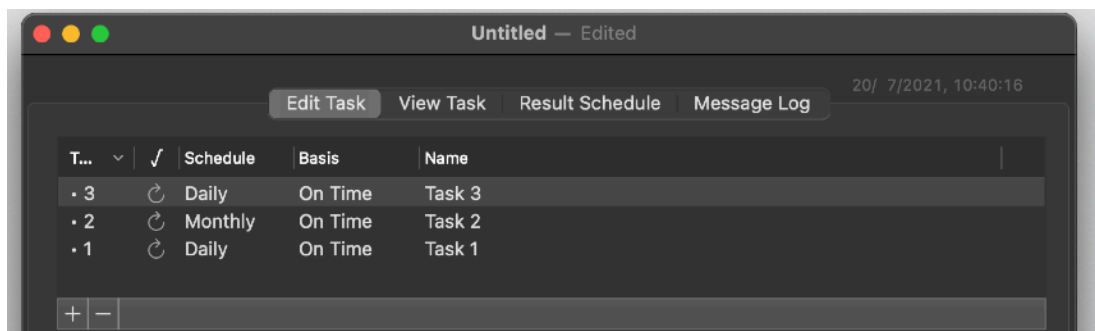 Untitled — Edited
20/ 7/2021, 10:40:16
Edit Task View Task Result Schedule Message Log
T... √ Schedule Basis Name
• 3 Daily On Time Task 3
• 2 Monthly On Time Task 2
• 1 Daily On Time Task 1
+ −